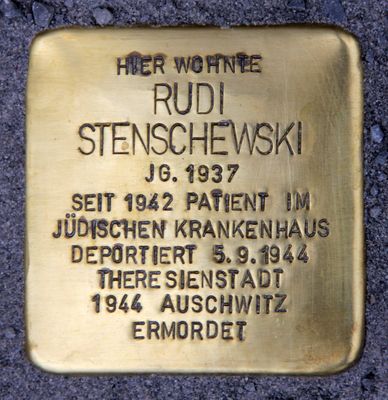 HIER WOHNTE
RUDI
STENSCHEWSKI
JG. 1937
SEIT 1942 PATIENT IM
JÜDISCHEN KRANKENHAUS
DEPORTIERT 5.9.1944
THERESIENSTADT
1944 AUSCHWITZ
ERMORDET